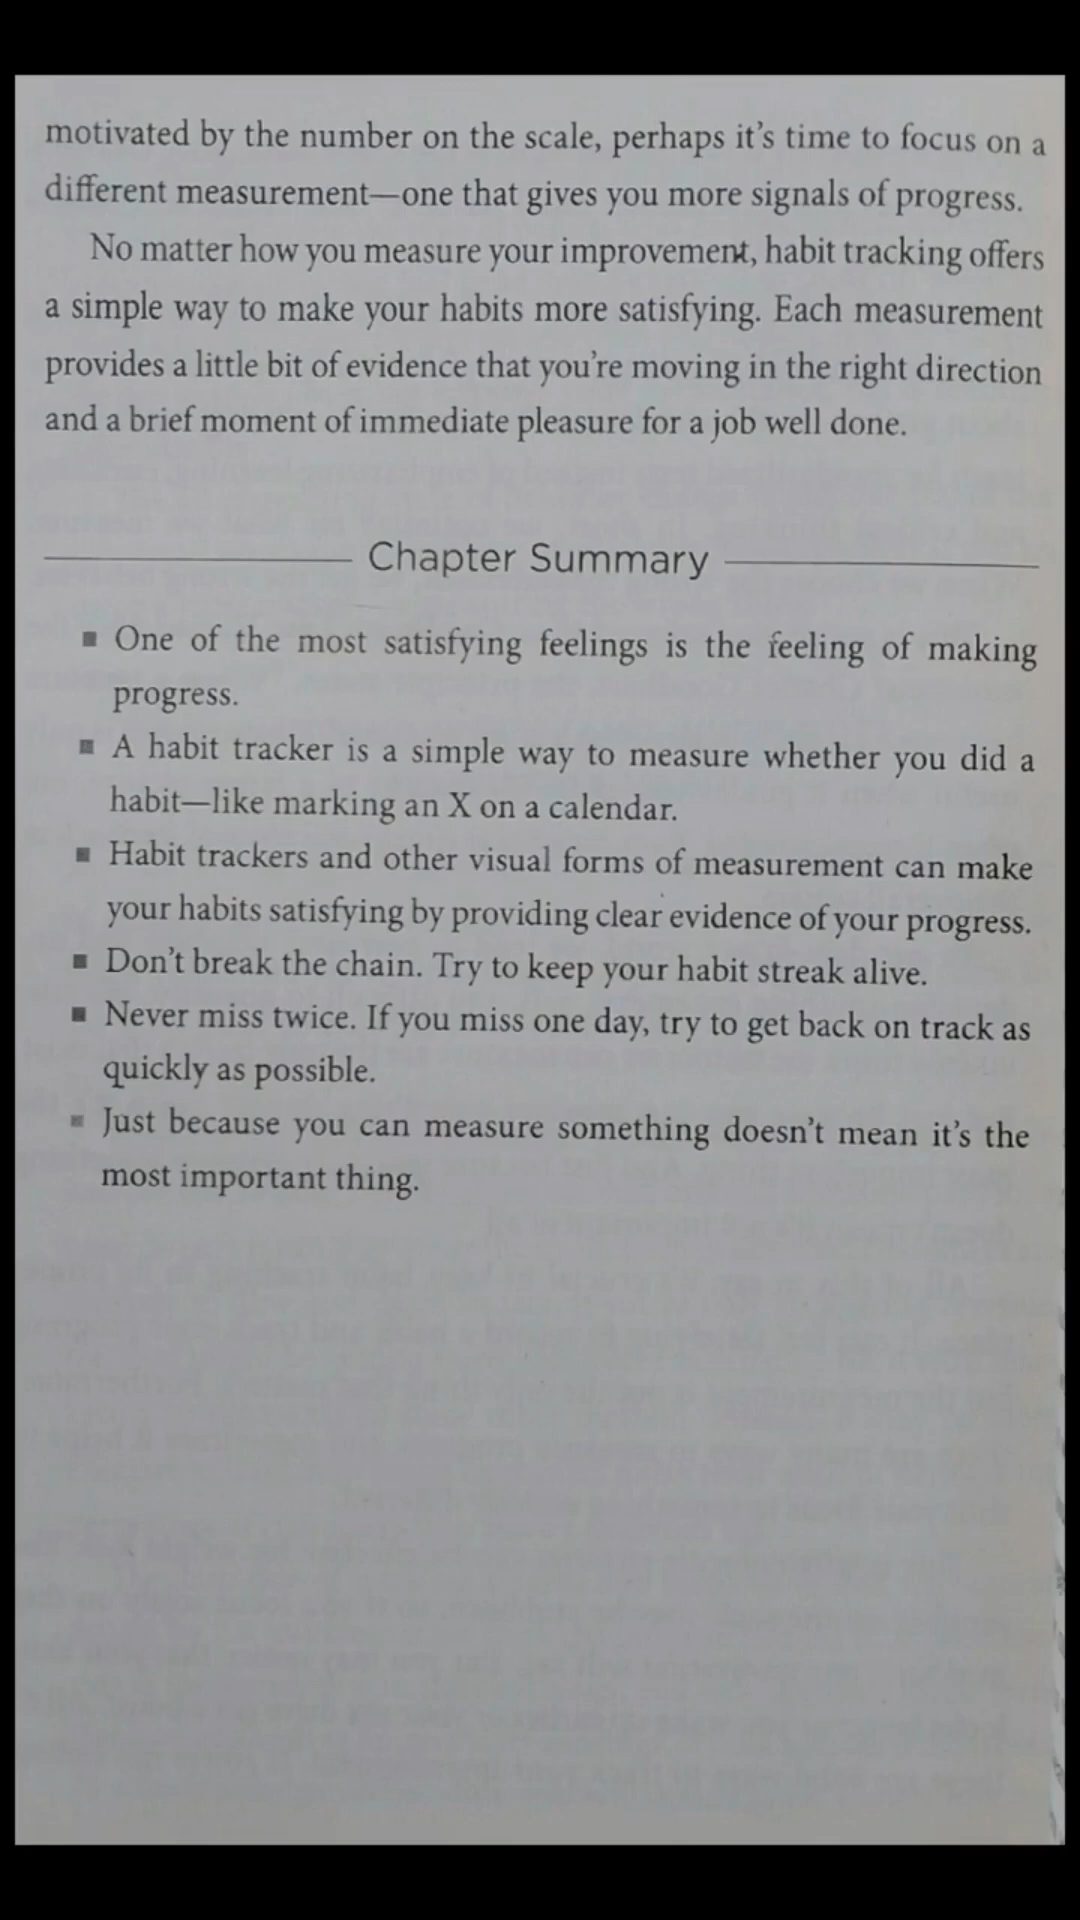 motivated by the number on the scale, perhaps it's time to focus on a
different measurement—one that gives you more signals of progress.
No matter how you measure your improvement, habit tracking offers
a simple way to make your habits more satisfying. Each measurement
provides a little bit of evidence that you're moving in the right direction
and a brief moment of immediate pleasure for a job well done.
Chapter Summary
▪ One of the most satisfying feelings is the feeling of making
progress.
▪ A habit tracker is a simple way to measure whether you did a
habit—like marking an X on a calendar.
▪ Habit trackers and other visual forms of measurement can make
your habits satisfying by providing clear evidence of your progress.
▪ Don't break the chain. Try to keep your habit streak alive.
▪ Never miss twice. If you miss one day, try to get back on track as
quickly as possible.
▪ Just because you can measure something doesn't mean it's the
most important thing.